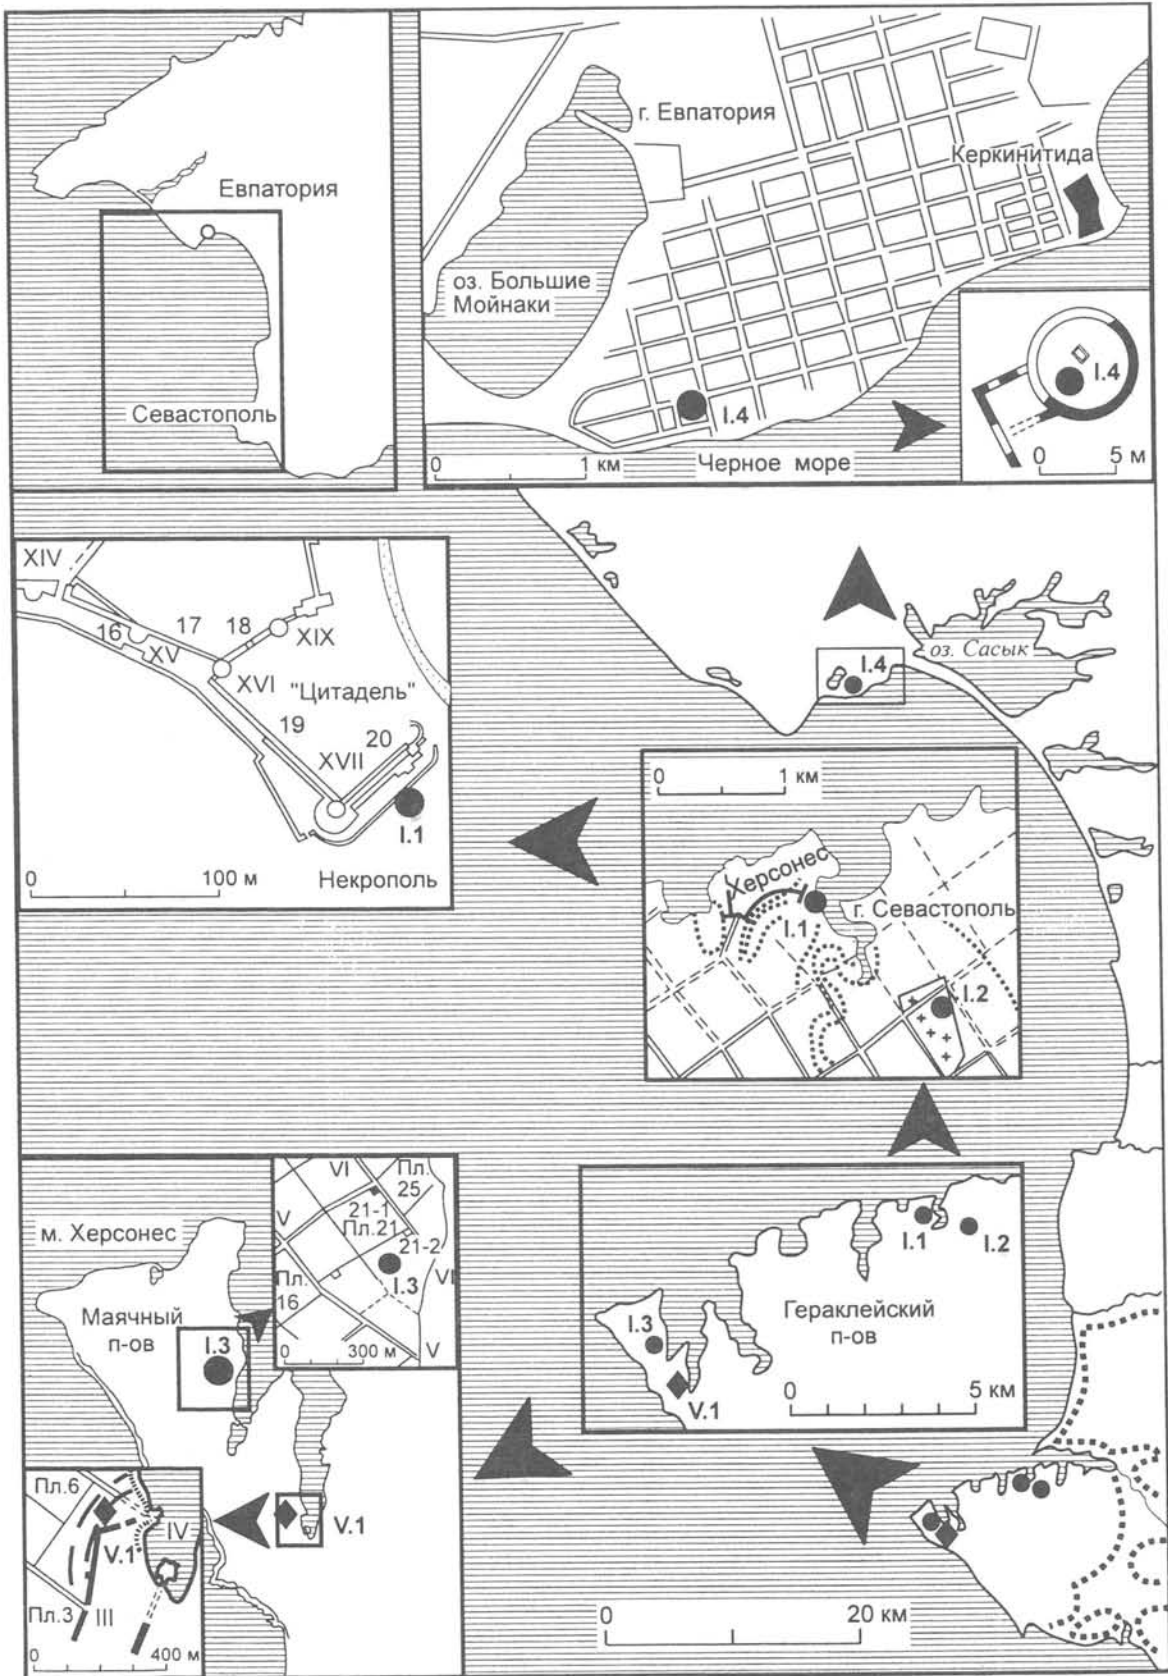 Евпатория
Севастополь
г. Евпатория
Керкинитида
оз. Большие
Мойнаки
I.4
0 1 км
Черное море
I.4
0 5 м
XIV
16
17
18
XV
XIX
XVI
"Цитадель"
19
20
XVII
I.1
0 100 м
Некрополь
I.4
оз. Сасык
0 1 км
Херсонес
I.1
г. Севастополь
I.2
м. Херсонес
Маячный
п-ов
I.3
VI
Пл.
25
V
21-1
Пл.21
21-2
I.3
VI
Пл.
16
0 300 м
V
I.1
I.2
Гераклейский
п-ов
I.3
V.1
0 5 км
Пл.6
IV
V.1
Пл.3
III
0 400 м
V.1
0 20 км